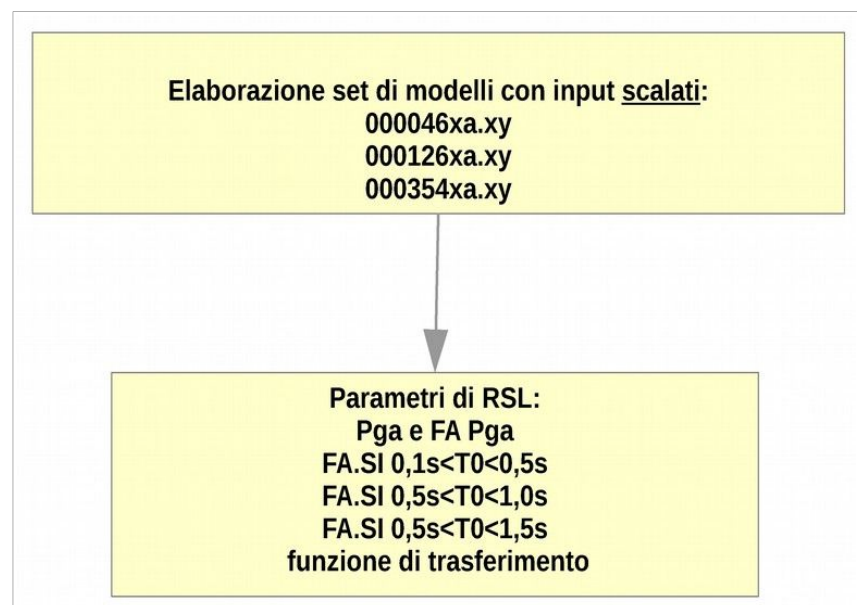 Elaborazione set di modelli con input scalati:
000046xa.xy
000126xa.xy
000354xa.xy
Parametri di RSL:
Pga e FA Pga
FA.SI 0,1s<T0<0,5s
FA.SI 0,5s<T0<1,0s
FA.SI 0,5s<T0<1,5s
funzione di trasferimento